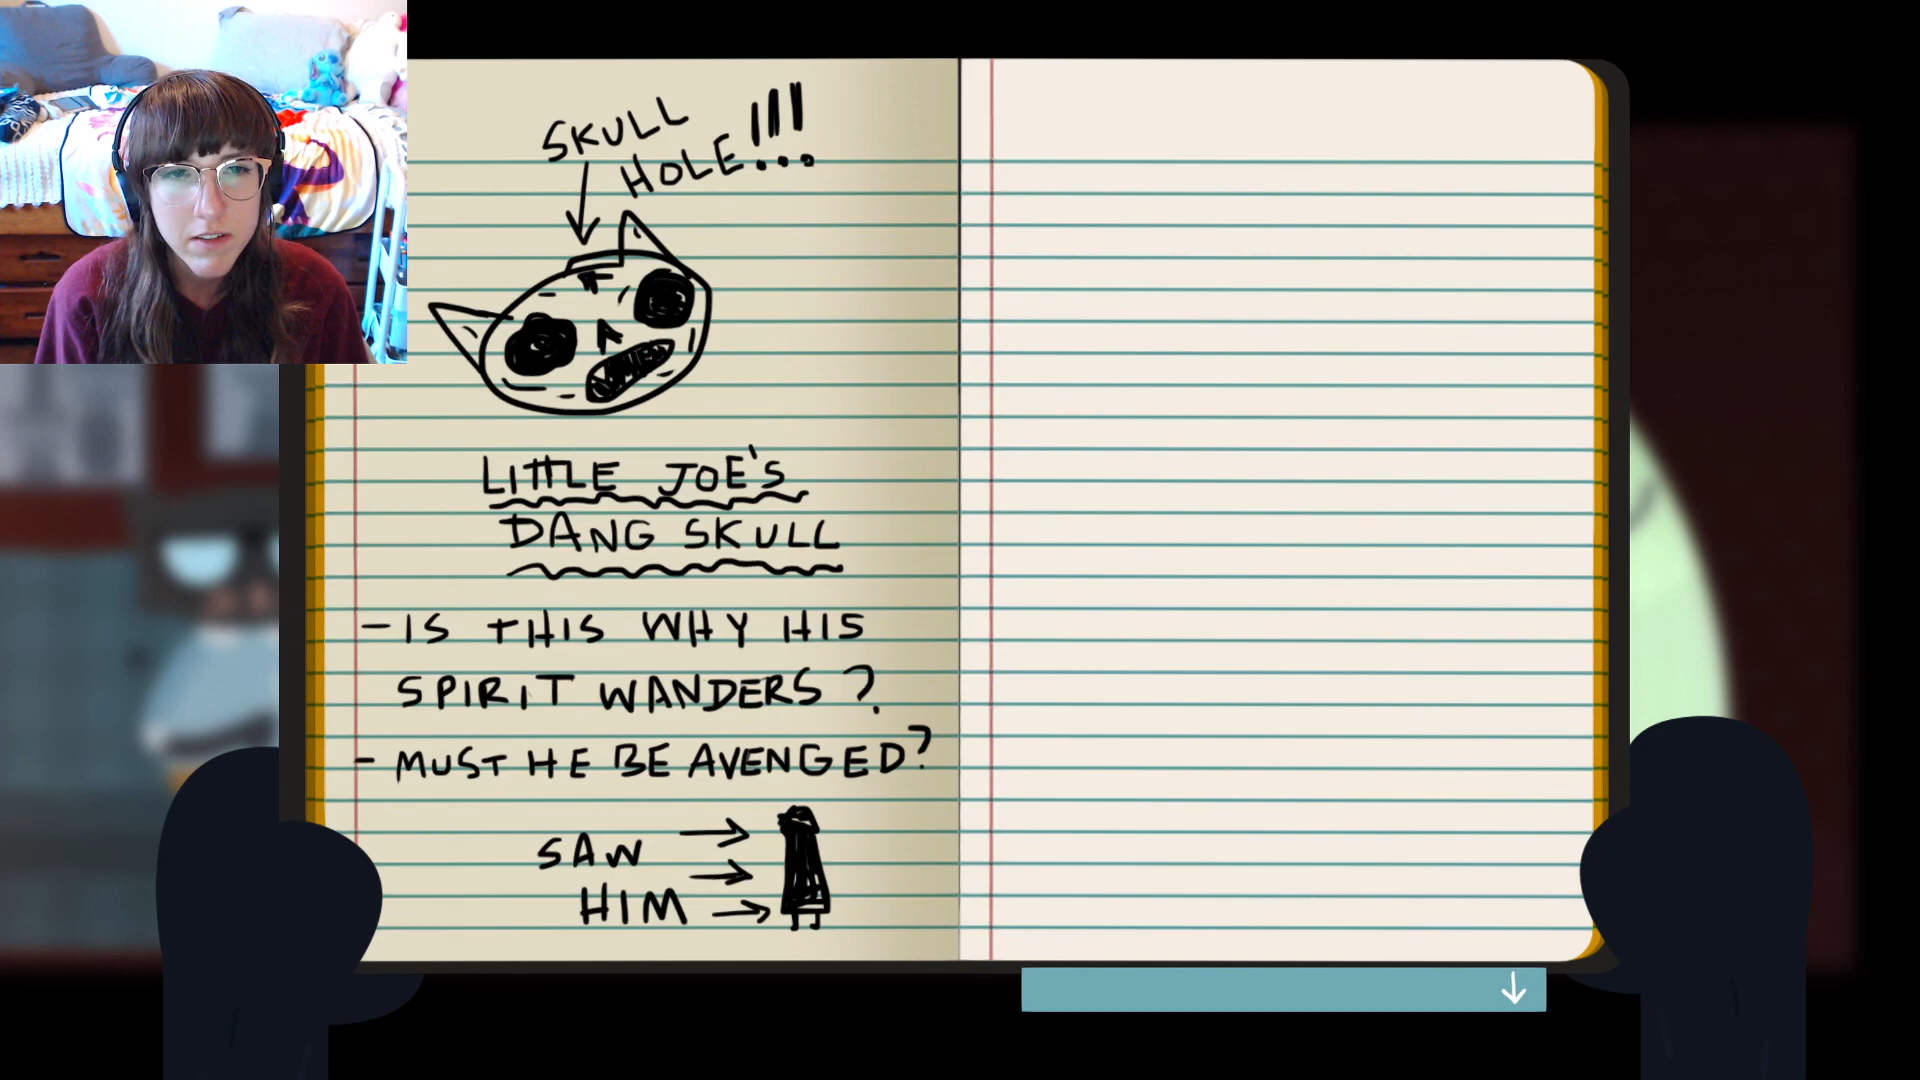 SKULL
HOLE!!!
LITTLE JOE'S
DANG SKULL
- IS THIS WHY HIS
SPIRIT WANDERS?
- MUST HE BE AVENGED?
SAW
HIM